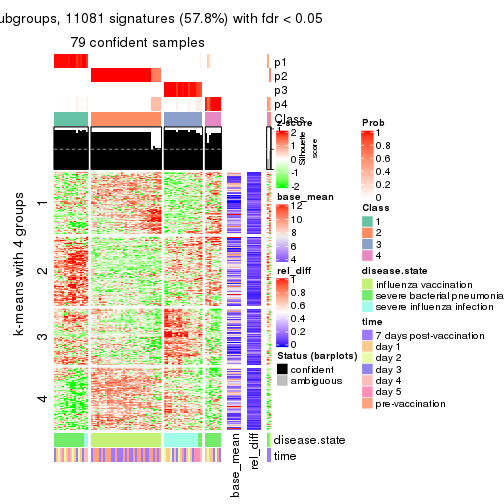 ubgroups, 11081 signatures (57.8%) with fdr < 0.05
79 confident samples
p1
p2
p3
p4
Class
k-means with 4 groups
1
2
3
4
z-score
2
1
0
-1
-2
Silhouette
score
base_mean
12
10
8
6
4
rel_diff
1
0.8
0.6
0.4
0.2
0
Status (barplots)
confident
ambiguous
Prob
1
0.8
0.6
0.4
0.2
0
Class
1
2
3
4
disease.state
influenza vaccination
severe bacterial pneumonia
severe influenza infection
time
7 days post-vaccination
day 1
day 2
day 3
day 4
day 5
pre-vaccination
disease.state
time
base_mean
rel_diff